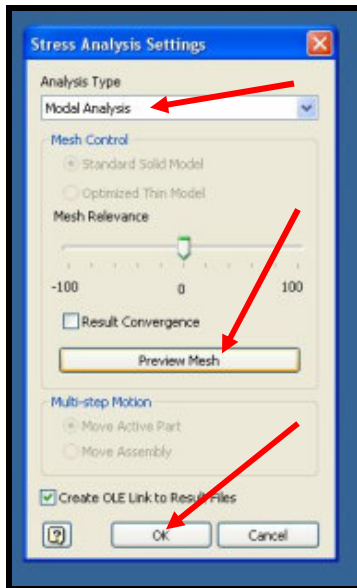 Stress Analysis Settings
Analysis Type
Modal Analysis
Mesh Control
Standard Solid Model
Optimized Thin Model
Mesh Relevance
-100 0 100
Result Convergence
Preview Mesh
Multi-step Motion
Move Active Part
Move Assembly
Create OLE Link to Result Files
? OK Cancel